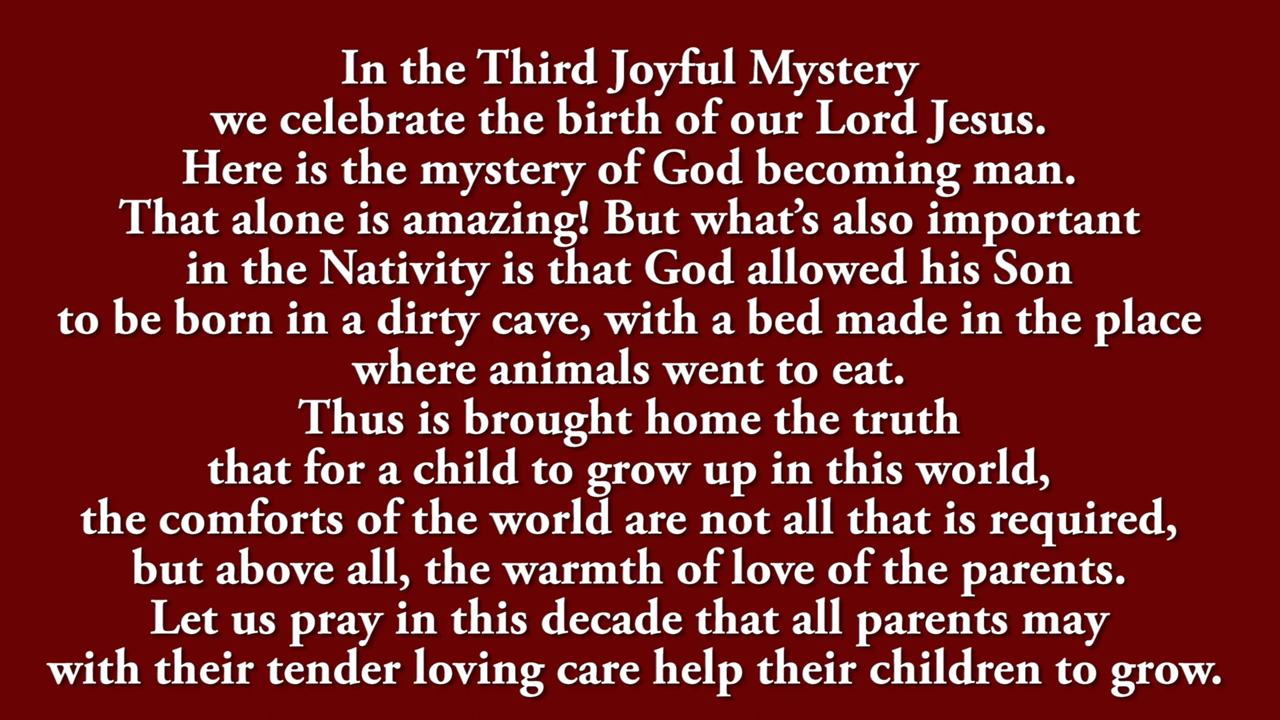 In the Third Joyful Mystery
we celebrate the birth of our Lord Jesus.
Here is the mystery of God becoming man.
That alone is amazing! But what’s also important
in the Nativity is that God allowed his Son
to be born in a dirty cave, with a bed made in the place
where animals went to eat.
Thus is brought home the truth
that for a child to grow up in this world,
the comforts of the world are not all that is required,
but above all, the warmth of love of the parents.
Let us pray in this decade that all parents may
with their tender loving care help their children to grow.